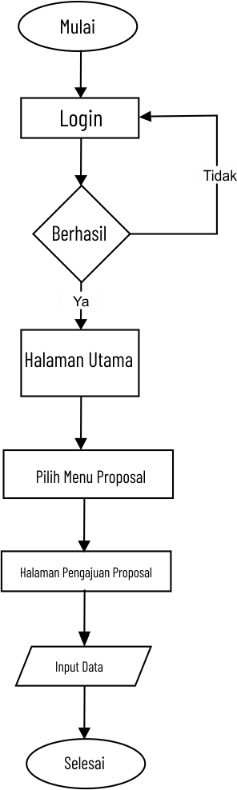 Mulai
Login
Tidak
Berhasil
Ya
Halaman Utama
Pilih Menu Proposal
Halaman Pengajuan Proposal
Input Data
Selesai